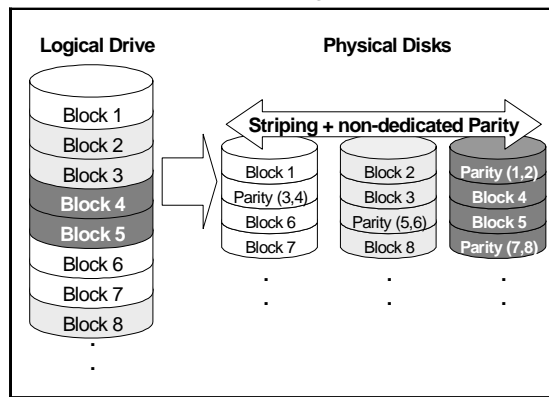 Logical Drive
Physical Disks
Block 1
Block 2
Block 3
Block 4
Block 5
Block 6
Block 7
Block 8
.
.
Striping + non-dedicated Parity
Block 1
Parity (3,4)
Block 6
Block 7
.
.
Block 2
Block 3
Parity (5,6)
Block 8
.
.
Parity (1,2)
Block 4
Block 5
Parity (7,8)
.
.